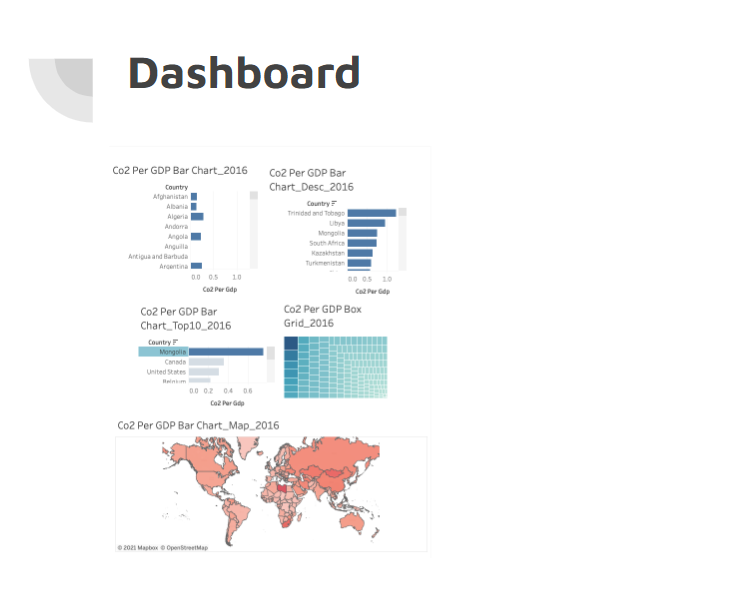 Dashboard
Co2 Per GDP Bar Chart_2016
Country
Afghanistan
Albania
Algeria
Andorra
Angola
Anguilla
Antigua and Barbuda
Argentina
0.0 0.5 1.0
Co2 Per Gdp
Co2 Per GDP Bar
Chart_Desc_2016
Country
Trinidad and Tobago
Libya
Mongolia
South Africa
Kazakhstan
Turkmenistan
0.0 0.5 1.0
Co2 Per Gdp
Co2 Per GDP Bar
Chart_Top10_2016
Country
Mongolia
Canada
United States
Belgium
0.0 0.2 0.4 0.6
Co2 Per Gdp
Co2 Per GDP Box
Grid_2016
Co2 Per GDP Bar Chart_Map_2016
© 2021 Mapbox © OpenStreetMap